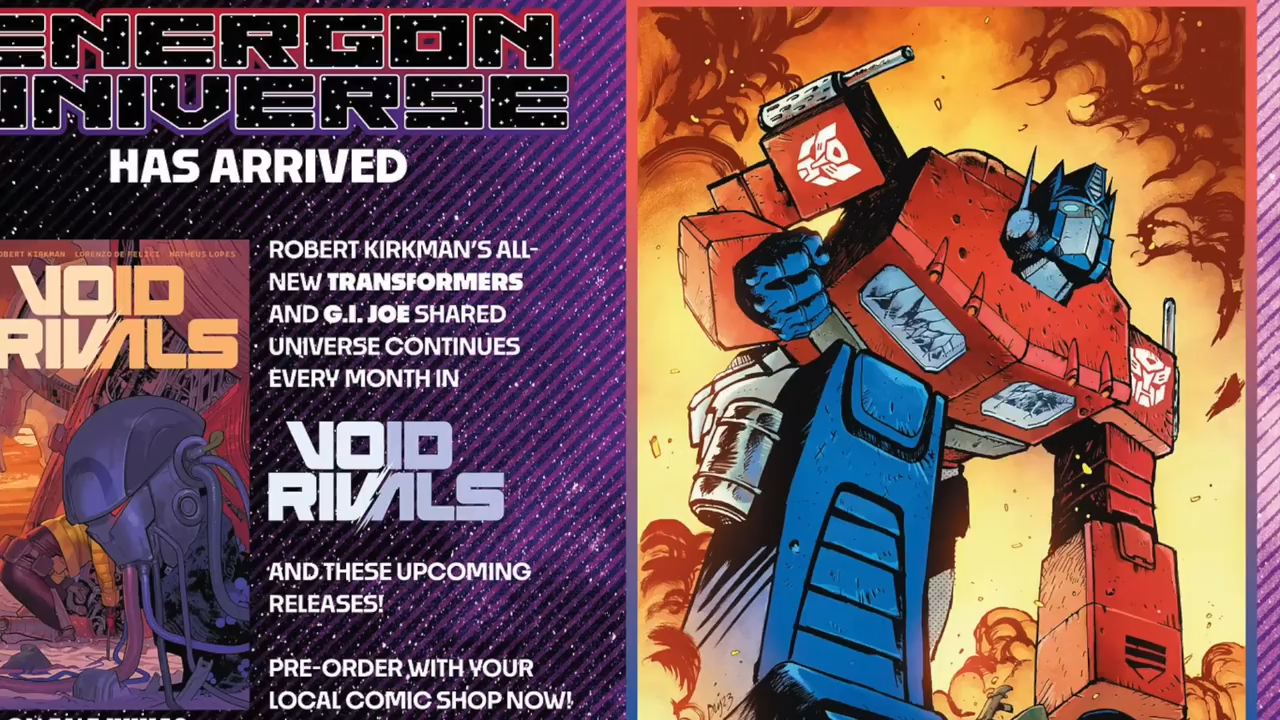 ENERGON
UNIVERSE
HAS ARRIVED
ROBERT KIRKMAN LORENZO DE FELICI MATHEUS LOPES
VOID
RIVALS
ROBERT KIRKMAN'S ALL-
NEW TRANSFORMERS
AND G.I. JOE SHARED
UNIVERSE CONTINUES
EVERY MONTH IN
VOID
RIVALS
AND THESE UPCOMING
RELEASES!
PRE-ORDER WITH YOUR
LOCAL COMIC SHOP NOW!